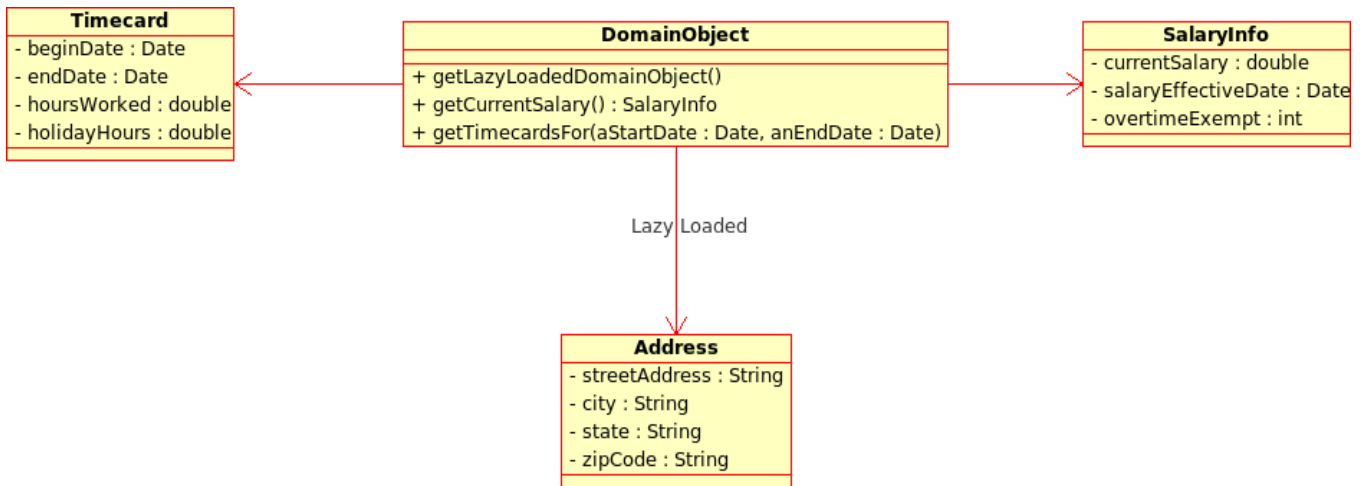 Timecard
- beginDate : Date
- endDate : Date
- hoursWorked : double
- holidayHours : double
DomainObject
+ getLazyLoadedDomainObject()
+ getCurrentSalary() : SalaryInfo
+ getTimecardsFor(aStartDate : Date, anEndDate : Date)
SalaryInfo
- currentSalary : double
- salaryEffectiveDate : Date
- overtimeExempt : int
Lazy Loaded
Address
- streetAddress : String
- city : String
- state : String
- zipCode : String